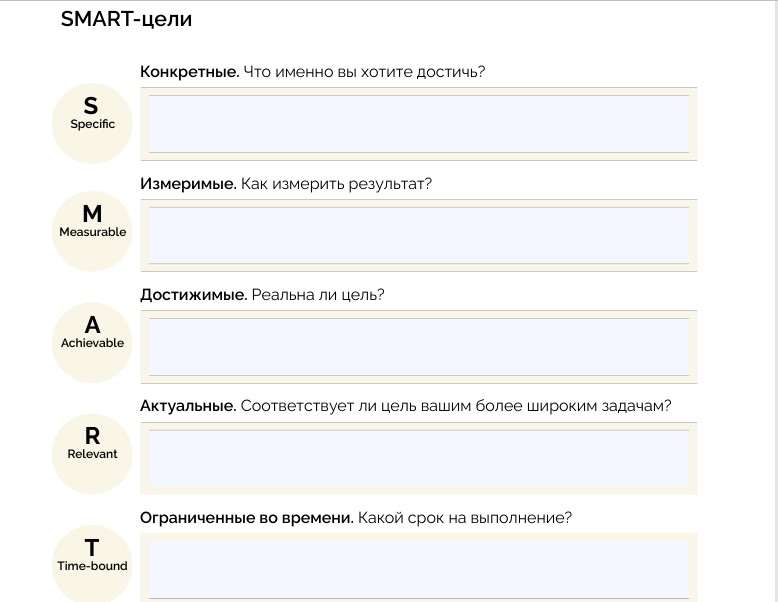 SMART-цели
Конкретные. Что именно вы хотите достичь?
S
Specific
Измеримые. Как измерить результат?
M
Measurable
Достижимые. Реальна ли цель?
A
Achievable
Актуальные. Соответствует ли цель вашим более широким задачам?
R
Relevant
Ограниченные во времени. Какой срок на выполнение?
T
Time-bound